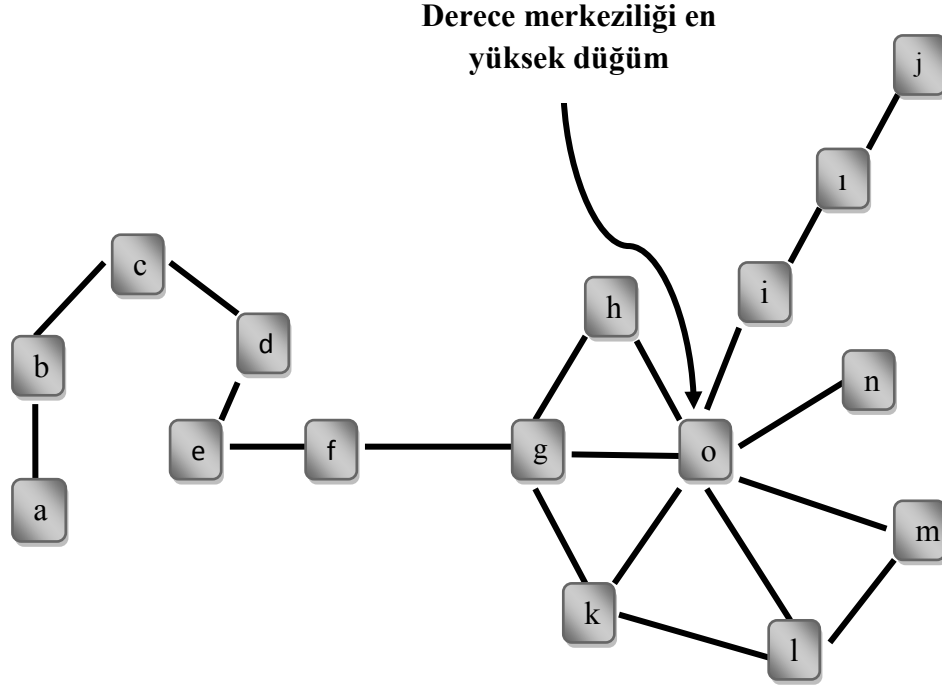 Derece merkeziliği en
yüksek düğüm
j
ı
i
c
h
d
b
n
e
f
g
o
a
m
k
l